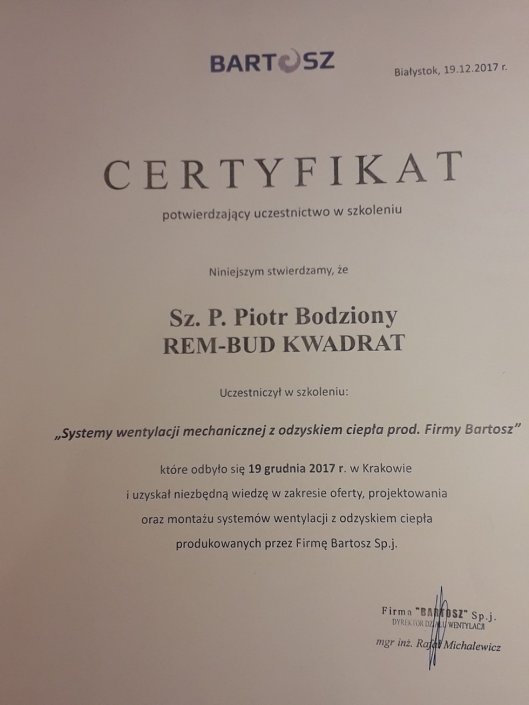 BARTOSZ
Białystok, 19.12.2017 r.
CERTYFIKAT
potwierdzający uczestnictwo w szkoleniu
Niniejszym stwierdzamy, że
Sz. P. Piotr Bodziony
REM-BUD KWADRAT
Uczestniczył w szkoleniu:
„Systemy wentylacji mechanicznej z odzyskiem ciepła prod. Firmy Bartosz”
które odbyło się 19 grudnia 2017 r. w Krakowie
i uzyskał niezbędną wiedzę w zakresie oferty, projektowania
oraz montażu systemów wentylacji z odzyskiem ciepła
produkowanych przez Firmę Bartosz Sp.j.
Firma "BARTOSZ" Sp.j.
DYREKTOR DZIAŁU WENTYLACJI
mgr inż. Rafał Michalewicz